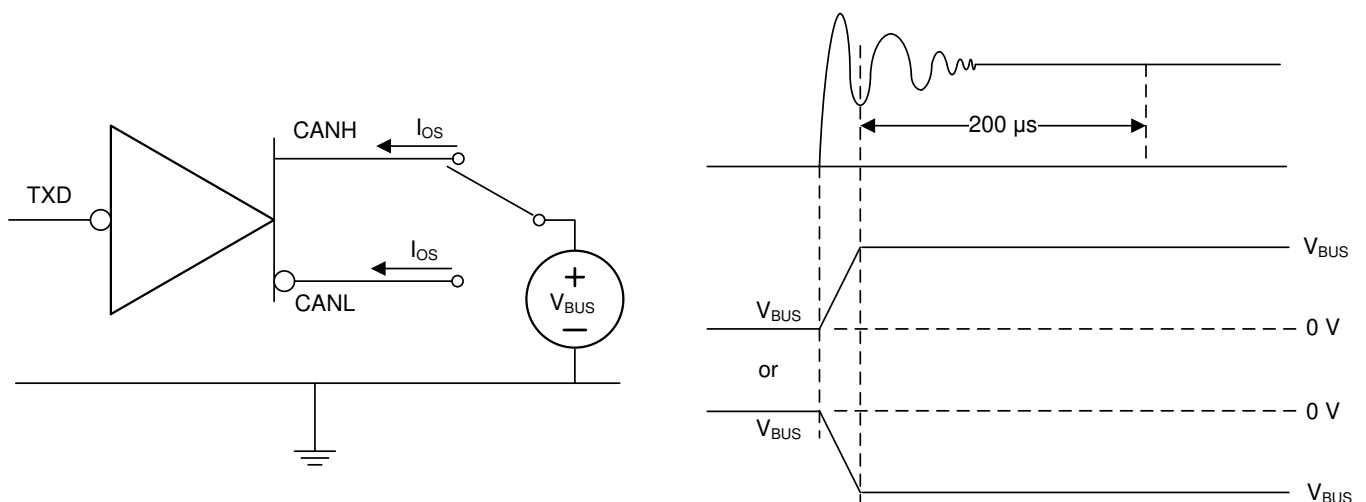 CANH
I_OS
TXD
I_OS
CANL
+
V_BUS
–
200 µs
V_BUS
V_BUS
0 V
or
0 V
V_BUS
V_BUS